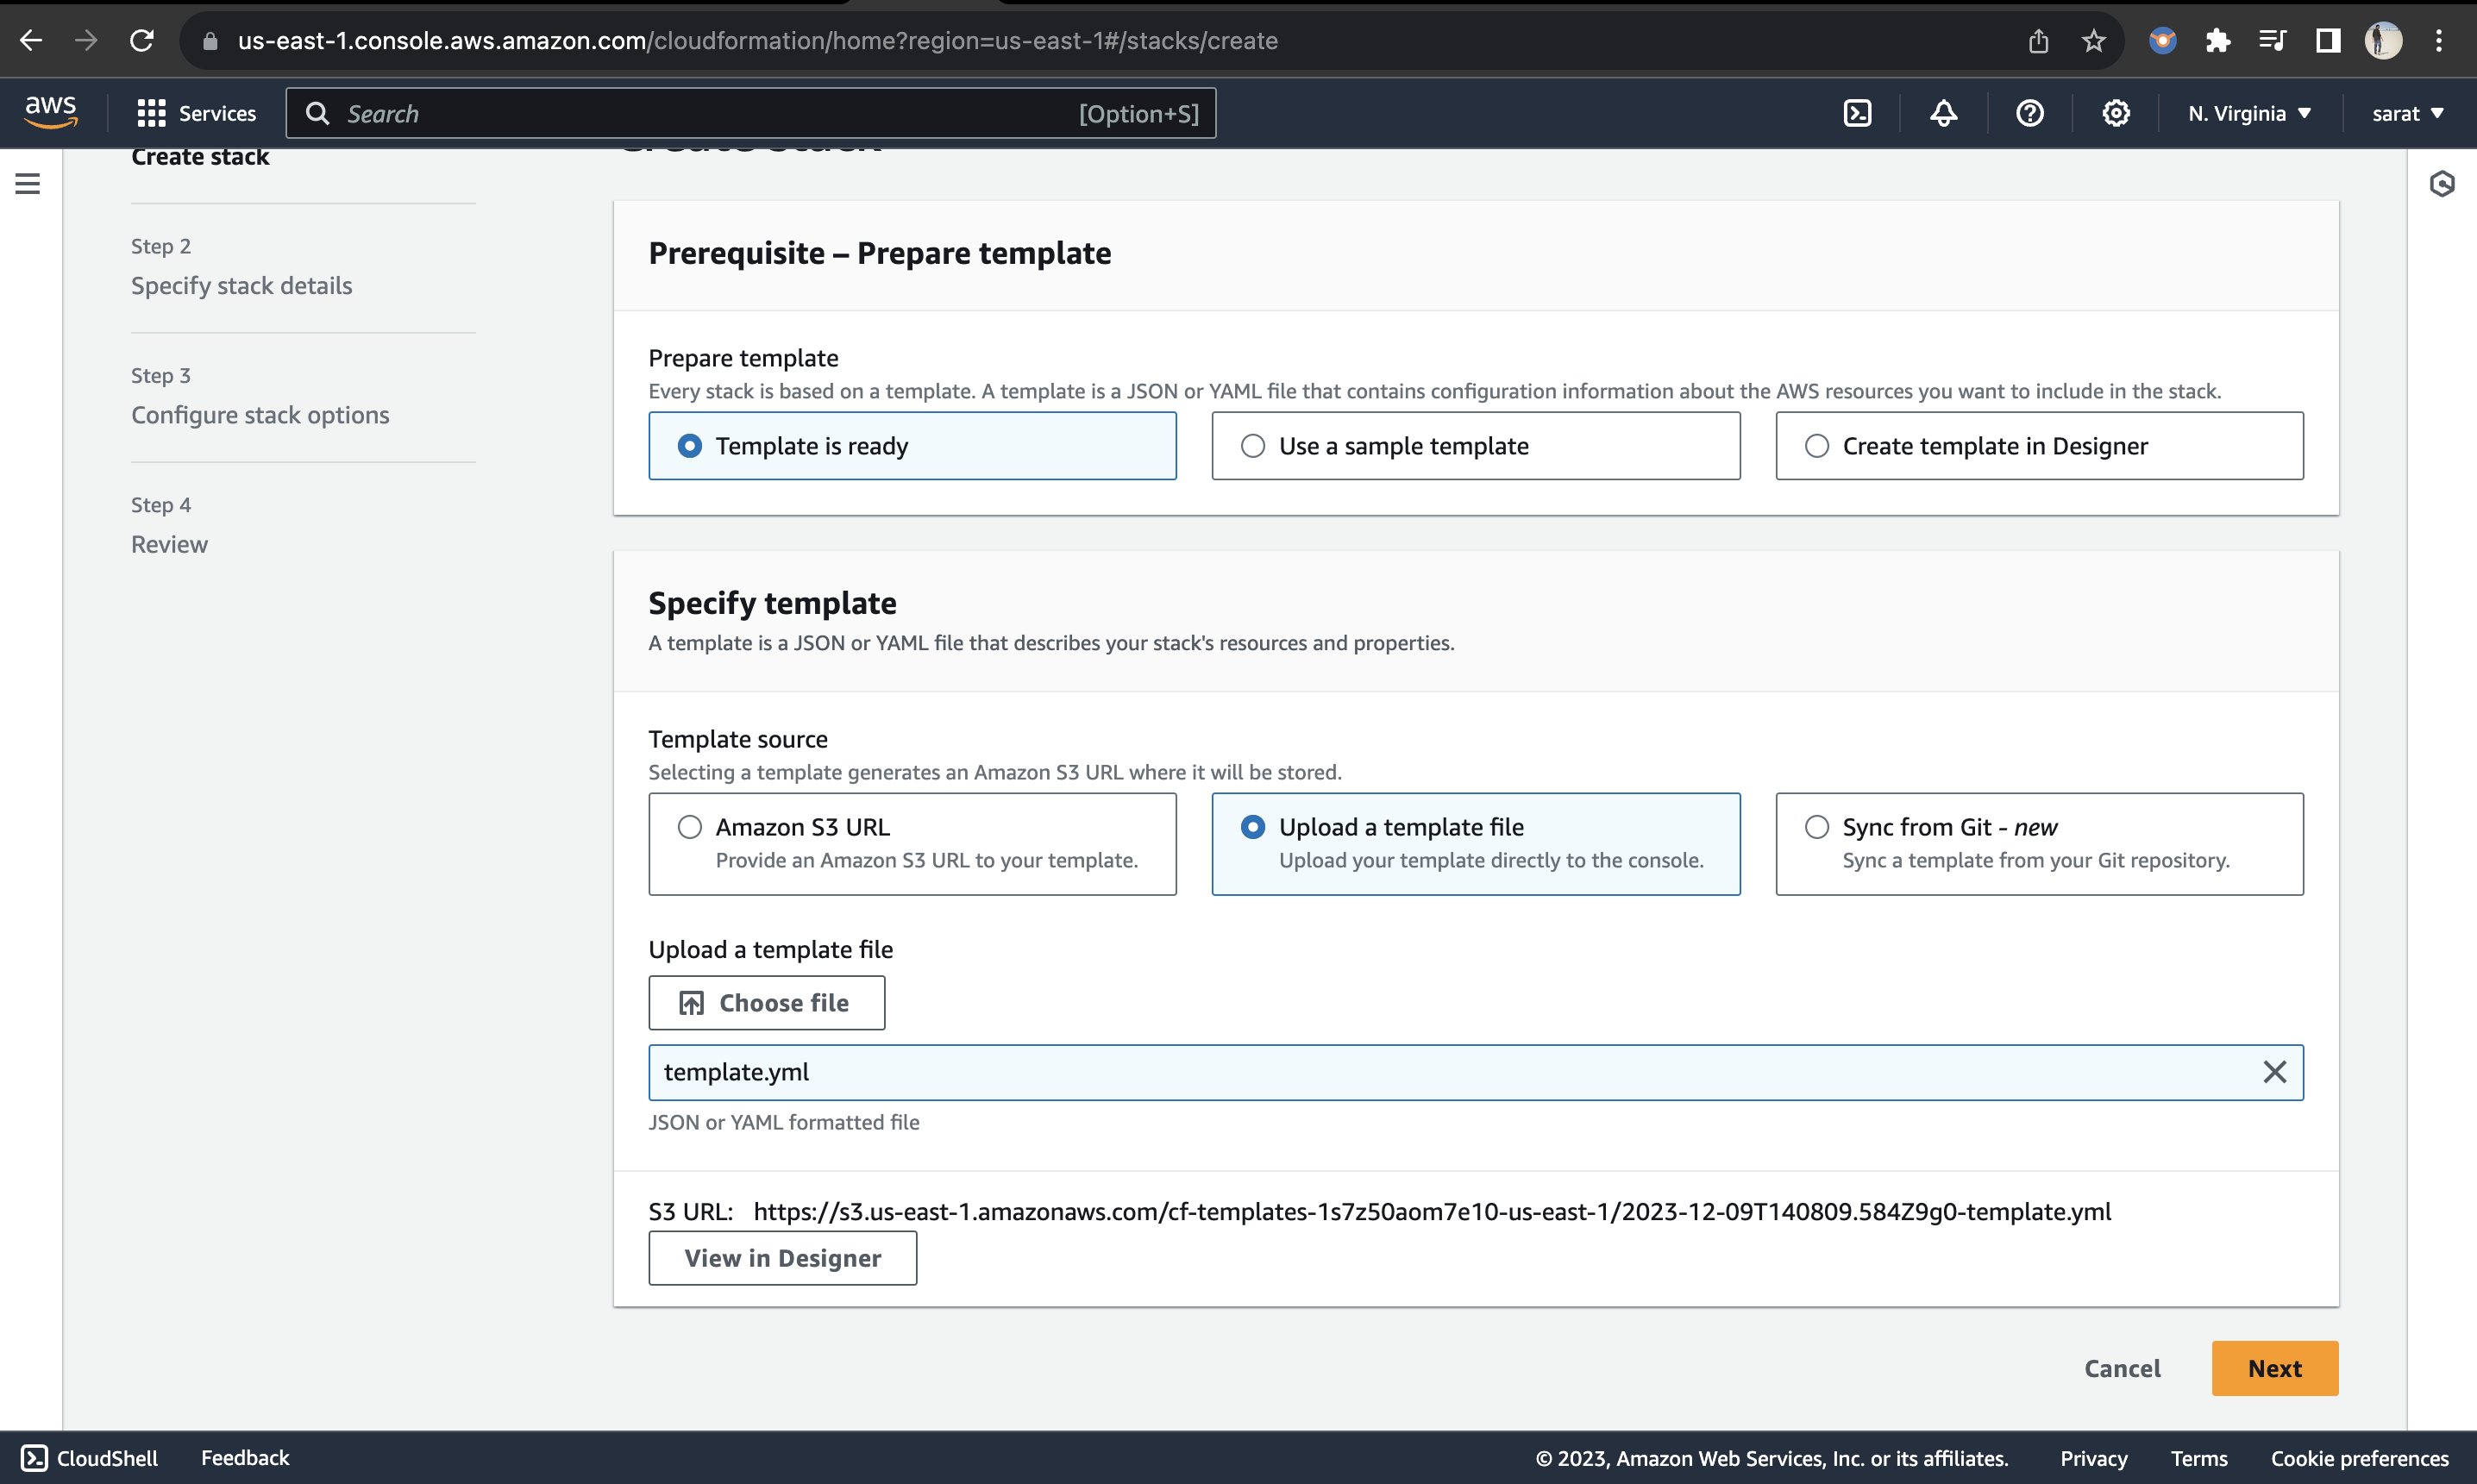 us-east-1.console.aws.amazon.com/cloudformation/home?region=us-east-1#/stacks/create
aws
Services
Search
[Option+S]
N. Virginia
sarat
Create stack
Create stack
Step 2
Specify stack details
Step 3
Configure stack options
Step 4
Review
Prerequisite – Prepare template
Prepare template
Every stack is based on a template. A template is a JSON or YAML file that contains configuration information about the AWS resources you want to include in the stack.
Template is ready
Use a sample template
Create template in Designer
Specify template
A template is a JSON or YAML file that describes your stack's resources and properties.
Template source
Selecting a template generates an Amazon S3 URL where it will be stored.
Amazon S3 URL
Provide an Amazon S3 URL to your template.
Upload a template file
Upload your template directly to the console.
Sync from Git - new
Sync a template from your Git repository.
Upload a template file
Choose file
template.yml
JSON or YAML formatted file
S3 URL: https://s3.us-east-1.amazonaws.com/cf-templates-1s7z50aom7e10-us-east-1/2023-12-09T140809.584Z9g0-template.yml
View in Designer
Cancel
Next
CloudShell
Feedback
© 2023, Amazon Web Services, Inc. or its affiliates.
Privacy
Terms
Cookie preferences